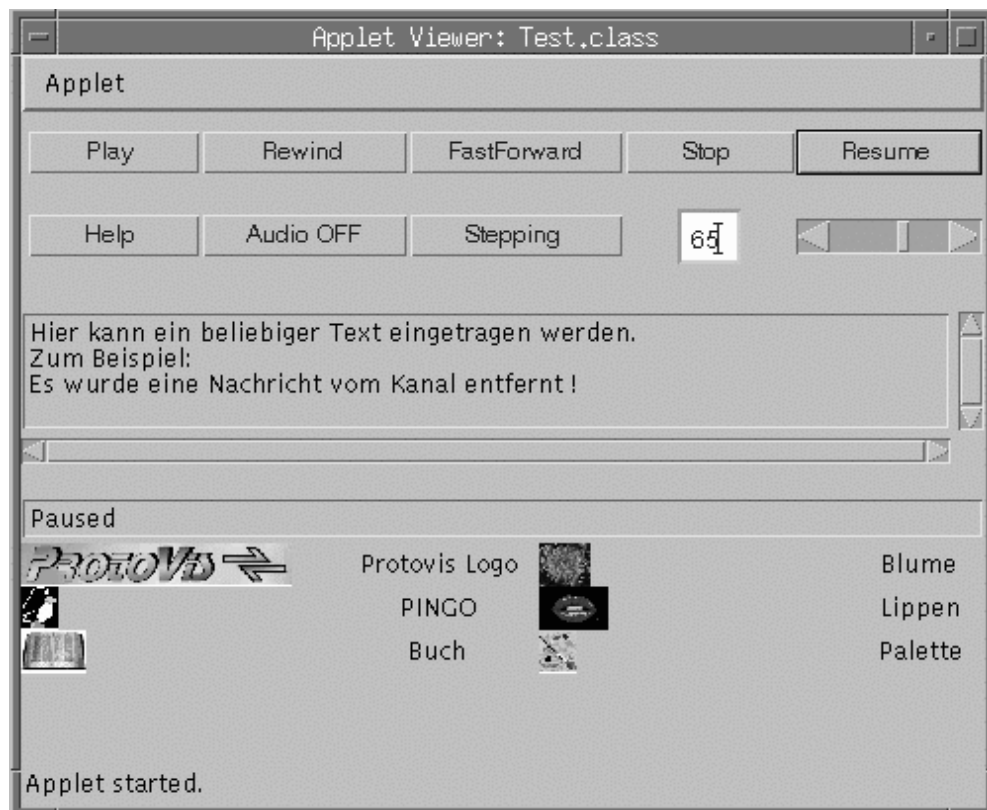 Applet Viewer: Test.class
Applet
Play Rewind FastForward Stop Resume
Help Audio OFF Stepping 65
Hier kann ein beliebiger Text eingetragen werden.
Zum Beispiel:
Es wurde eine Nachricht vom Kanal entfernt !
Paused
PROTOVIS Protovis Logo Blume
PINGO Lippen
Buch Palette
Applet started.